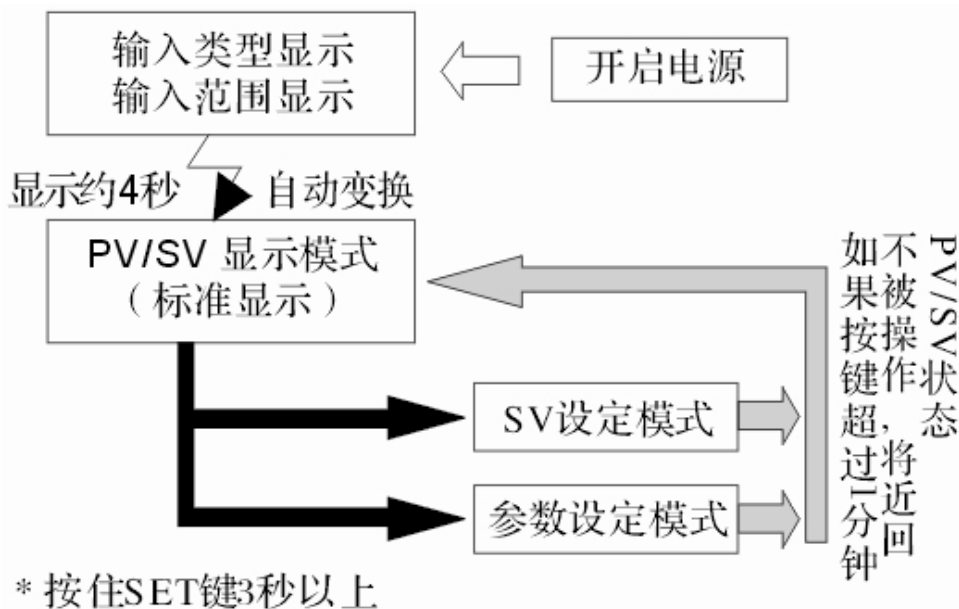 输入类型显示
输入范围显示
开启电源
显示约4秒
自动变换
PV/SV 显示模式
（标准显示）
SV设定模式
参数设定模式
如果按键超过1分钟
不被操作，将近回
PV/SV状态
* 按住SET键3秒以上